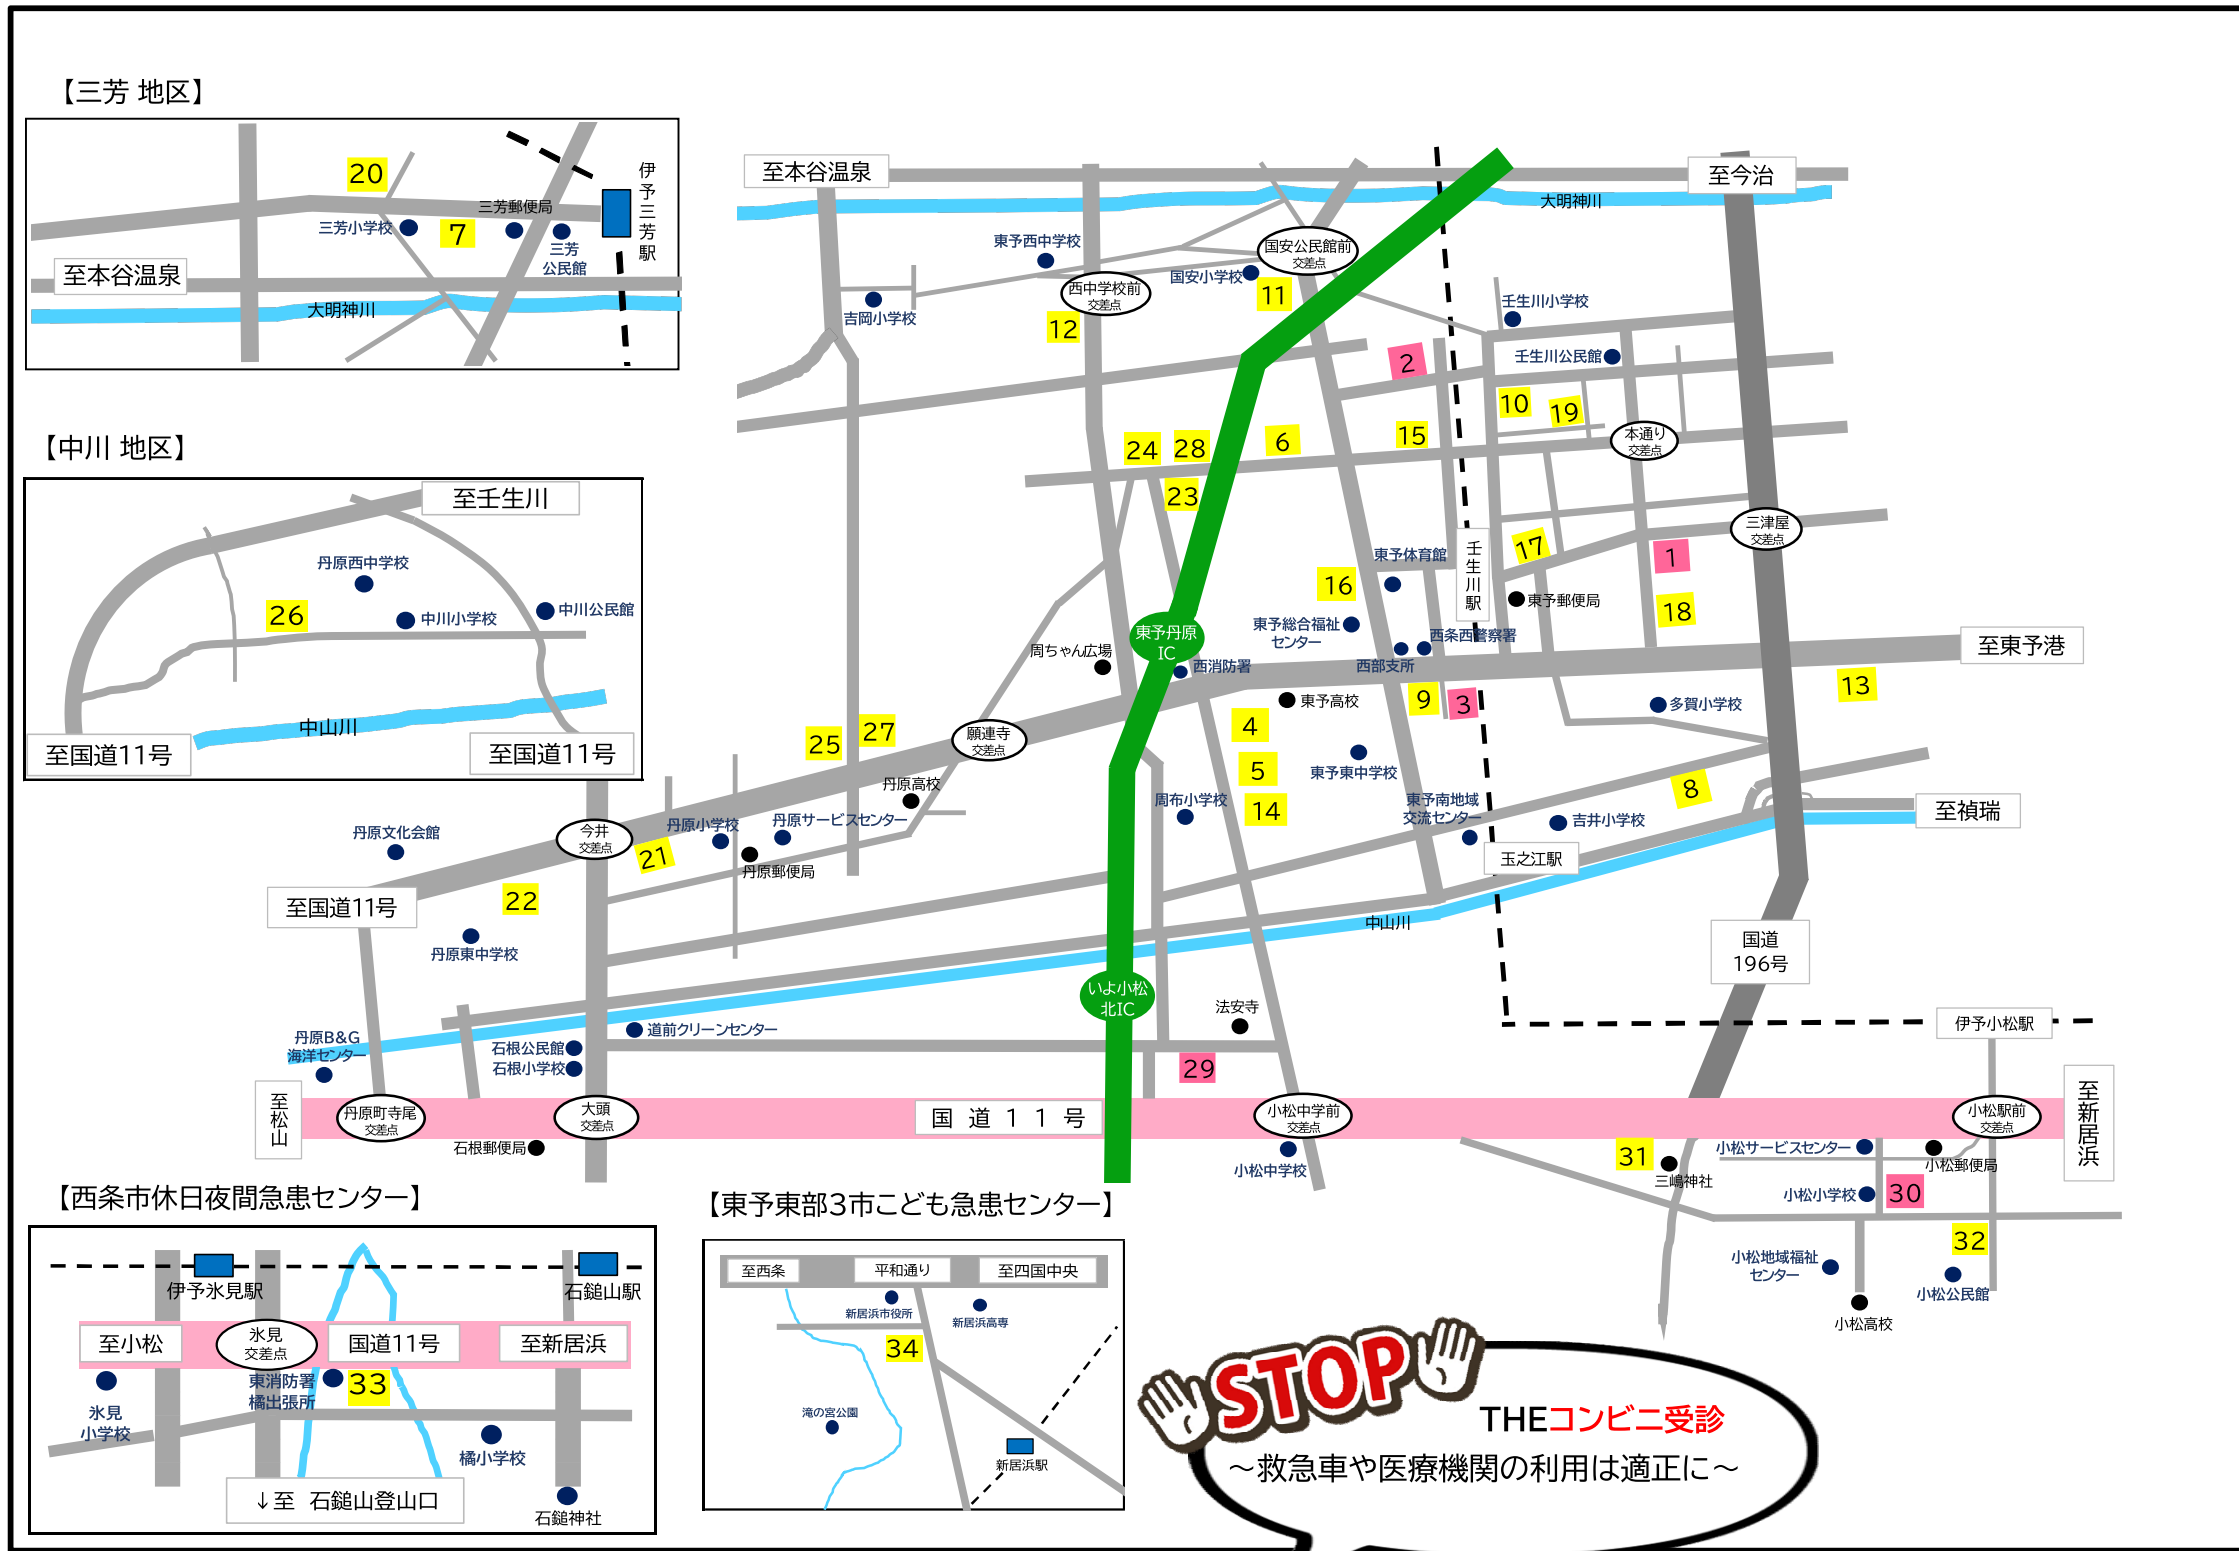 【三芳 地区】
20
伊予三芳駅
三芳郵便局
三芳小学校
7
三芳
公民館
至本谷温泉
大明神川
【中川 地区】
至壬生川
丹原西中学校
26
中川小学校
中川公民館
中山川
至国道11号
至国道11号
至本谷温泉
至今治
大明神川
東予西中学校
国安公民館前
交差点
国安小学校
11
西中学校前
交差点
12
吉岡小学校
壬生川小学校
壬生川公民館
2
10
19
15
本通り
交差点
24
28
6
23
三津屋
交差点
17
1
18
壬生川駅
東予体育館
16
東予郵便局
東予総合福祉
センター
西条西警察署
西部支所
東予丹原
IC
周ちゃん広場
西消防署
至東予港
13
9
3
東予高校
4
多賀小学校
25
27
願連寺
交差点
5
東予東中学校
丹原高校
周布小学校
14
東予南地域
交流センター
8
吉井小学校
至禎瑞
丹原文化会館
今井
交差点
21
丹原小学校
丹原サービスセンター
丹原郵便局
玉之江駅
至国道11号
22
丹原東中学校
中山川
国道
196号
いよ小松
北IC
法安寺
道前クリーンセンター
丹原B&G
海洋センター
石根公民館
石根小学校
29
伊予小松駅
至松山
丹原町寺尾
交差点
大頭
交差点
国道11号
小松中学前
交差点
小松駅前
交差点
至新居浜
石根郵便局
小松中学校
31
三嶋神社
小松サービスセンター
小松郵便局
小松小学校
30
32
小松地域福祉
センター
小松公民館
小松高校
【西条市休日夜間急患センター】
伊予氷見駅
石鎚山駅
至小松
氷見
交差点
国道11号
至新居浜
東消防署
橘出張所
33
氷見
小学校
橘小学校
↓至 石鎚山登山口
石鎚神社
【東予東部3市こども急患センター】
至西条
平和通り
至四国中央
新居浜市役所
新居浜高専
34
滝の宮公園
新居浜駅
STOP
THEコンビニ受診
～救急車や医療機関の利用は適正に～